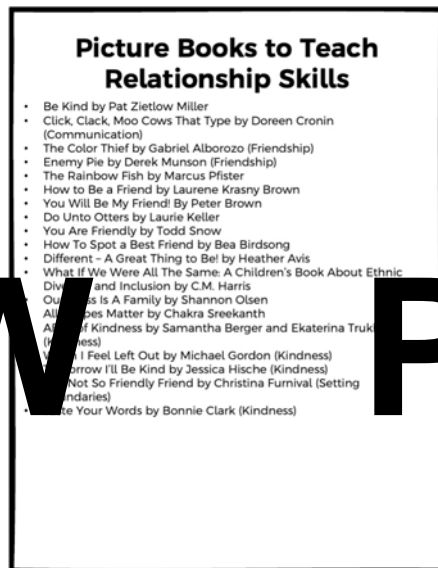 Picture Books to Teach
Relationship Skills
• Be Kind by Pat Zietlow Miller
• Click, Clack, Moo Cows That Type by Doreen Cronin
(Communication)
• The Color Thief by Gabriel Alborozo (Friendship)
• Enemy Pie by Derek Munson (Friendship)
• The Rainbow Fish by Marcus Pfister
• How to Be a Friend by Laurene Krasny Brown
• You Will Be My Friend! By Peter Brown
• Do Unto Otters by Laurie Keller
• You Are Friendly by Todd Snow
• How To Spot a Best Friend by Bea Birdsong
• Different – A Great Thing to Be! by Heather Avis
• What If We Were All The Same: A Children's Book About Ethnic
and Inclusion by C.M. Harris
Is A Family by Shannon Olsen
Matter by Chakra Sreekanth
of Kindness by Samantha Berger and Ekaterina
I Feel Left Out by Michael Gordon (Kindness)
I'll Be Kind by Jessica Hische (Kindness)
Not So Friendly Friend by Christina Furnival (Setting
• Your Words by Bonnie Clark (Kindness)
W P